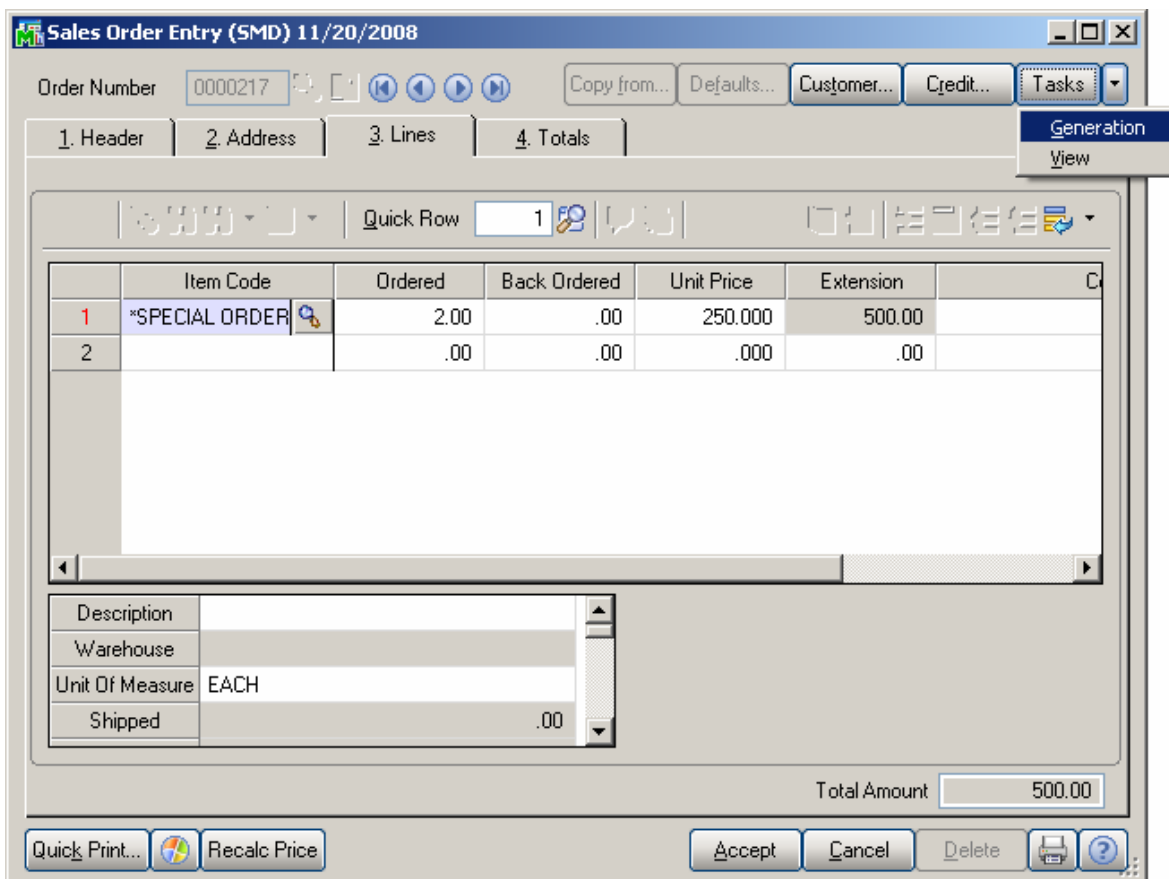 Sales Order Entry (SMD) 11/20/2008
Order Number 0000217 Copy from... Defaults... Customer... Credit... Tasks
Generation
View
1. Header 2. Address 3. Lines 4. Totals
Quick Row 1
Item Code Ordered Back Ordered Unit Price Extension
1 *SPECIAL ORDER 2.00 .00 250.000 500.00
2 .00 .00 .000 .00
Description
Warehouse
Unit Of Measure EACH
Shipped .00
Total Amount 500.00
Quick Print... Recalc Price Accept Cancel Delete